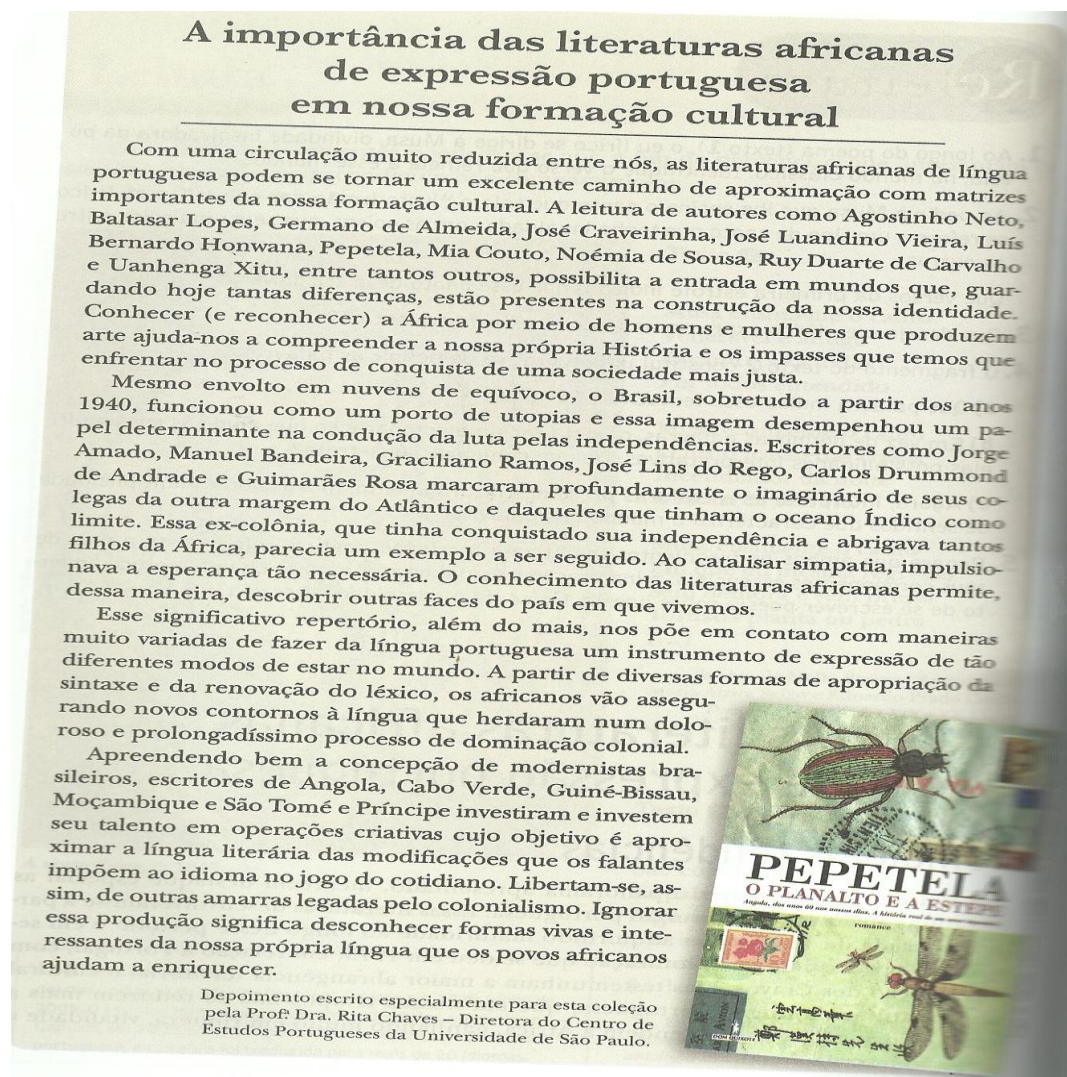 A importância das literaturas africanas
de expressão portuguesa
em nossa formação cultural
Com uma circulação muito reduzida entre nós, as literaturas africanas de língua
portuguesa podem se tornar um excelente caminho de aproximação com matrizes
importantes da nossa formação cultural. A leitura de autores como Agostinho Neto,
Baltasar Lopes, Germano de Almeida, José Craveirinha, José Luandino Vieira, Luís
Bernardo Honwana, Pepetela, Mia Couto, Noémia de Sousa, Ruy Duarte de Carvalho
e Uanhenga Xitu, entre tantos outros, possibilita a entrada em mundos que, guar-
dando hoje tantas diferenças, estão presentes na construção da nossa identidade.
Conhecer (e reconhecer) a África por meio de homens e mulheres que produzem
arte ajuda-nos a compreender a nossa própria História e os impasses que temos que
enfrentar no processo de conquista de uma sociedade mais justa.
Mesmo envolto em nuvens de equívoco, o Brasil, sobretudo a partir dos anos
1940, funcionou como um porto de utopias e essa imagem desempenhou um pa-
pel determinante na condução da luta pelas independências. Escritores como Jorge
Amado, Manuel Bandeira, Graciliano Ramos, José Lins do Rego, Carlos Drummond
de Andrade e Guimarães Rosa marcaram profundamente o imaginário de seus co-
legas da outra margem do Atlântico e daqueles que tinham o oceano Índico como
limite. Essa ex-colônia, que tinha conquistado sua independência e abrigava tantos
filhos da África, parecia um exemplo a ser seguido. Ao catalisar simpatia, impulsio-
nava a esperança tão necessária. O conhecimento das literaturas africanas permite,
dessa maneira, descobrir outras faces do país em que vivemos.
Esse significativo repertório, além do mais, nos põe em contato com maneiras
muito variadas de fazer da língua portuguesa um instrumento de expressão de tão
diferentes modos de estar no mundo. A partir de diversas formas de apropriação da
sintaxe e da renovação do léxico, os africanos vão assegu-
rando novos contornos à língua que herdaram num dolo-
roso e prolongadíssimo processo de dominação colonial.
Apreendendo bem a concepção de modernistas bra-
sileiros, escritores de Angola, Cabo Verde, Guiné-Bissau,
Moçambique e São Tomé e Príncipe investiram e investem
seu talento em operações criativas cujo objetivo é apro-
ximar a língua literária das modificações que os falantes
impõem ao idioma no jogo do cotidiano. Libertam-se, as-
sim, de outras amarras legadas pelo colonialismo. Ignorar
essa produção significa desconhecer formas vivas e inte-
ressantes da nossa própria língua que os povos africanos
ajudam a enriquecer.
Depoimento escrito especialmente para esta coleção
pela Profª Dra. Rita Chaves – Diretora do Centro de
Estudos Portugueses da Universidade de São Paulo.
PEPETELA
O PLANALTO E A ESTEPE
Angola, dos anos 60 aos nossos dias. A história real de um
romance
AVION
DOM QUIXOTE